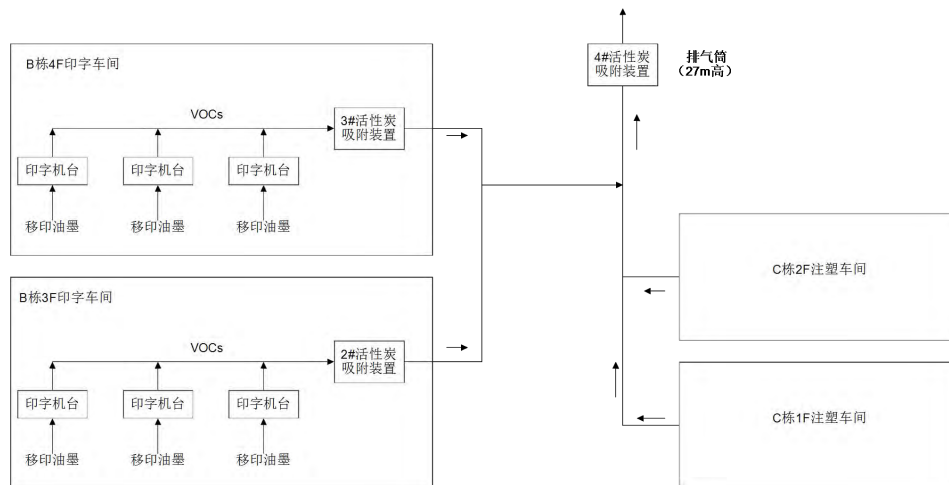 B栋4F印字车间
VOCs
3#活性炭
吸附装置
印字机台
印字机台
印字机台
移印油墨
移印油墨
移印油墨
B栋3F印字车间
VOCs
2#活性炭
吸附装置
印字机台
印字机台
印字机台
移印油墨
移印油墨
移印油墨
4#活性炭
吸附装置
排气筒
（27m高）
C栋2F注塑车间
C栋1F注塑车间